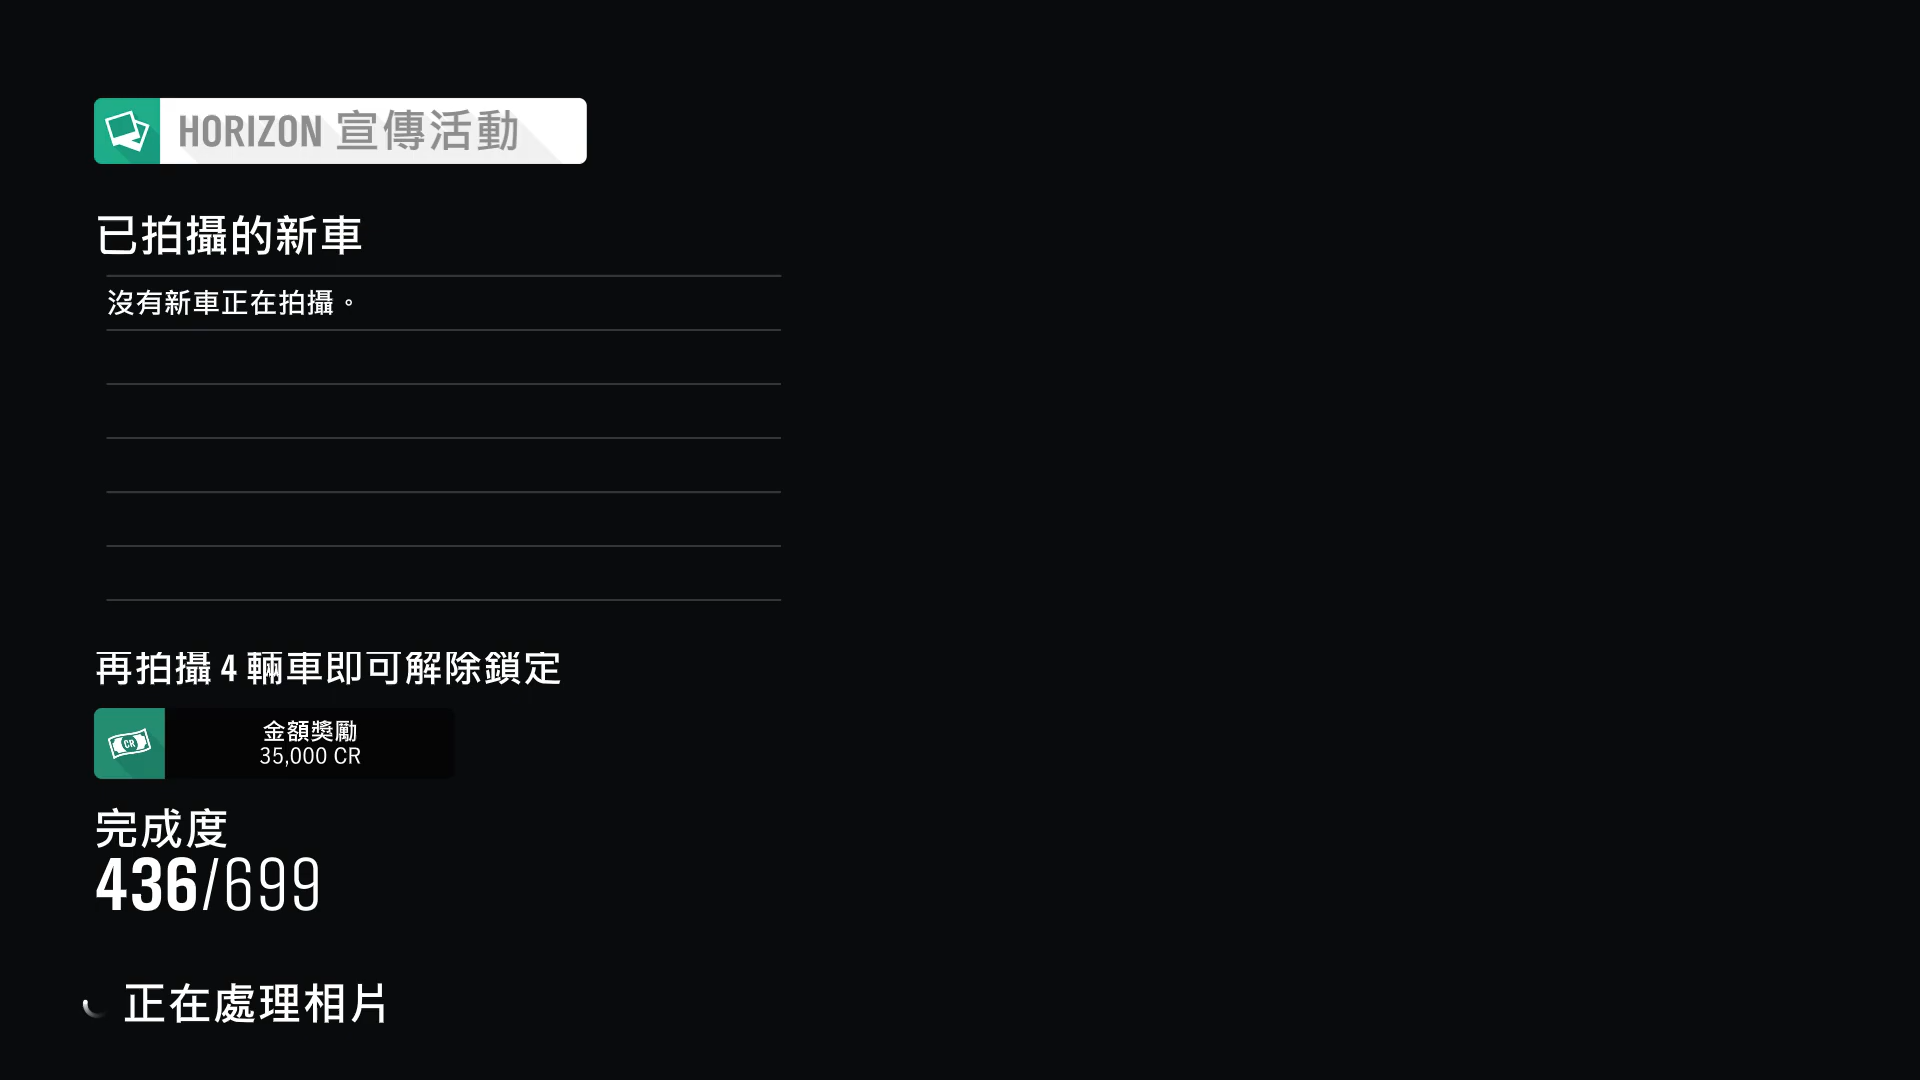 HORIZON 宣傳活動
已拍攝的新車
沒有新車正在拍攝。
再拍攝 4 輛車即可解除鎖定
CR
金額獎勵
35,000 CR
完成度
436/699
正在處理相片